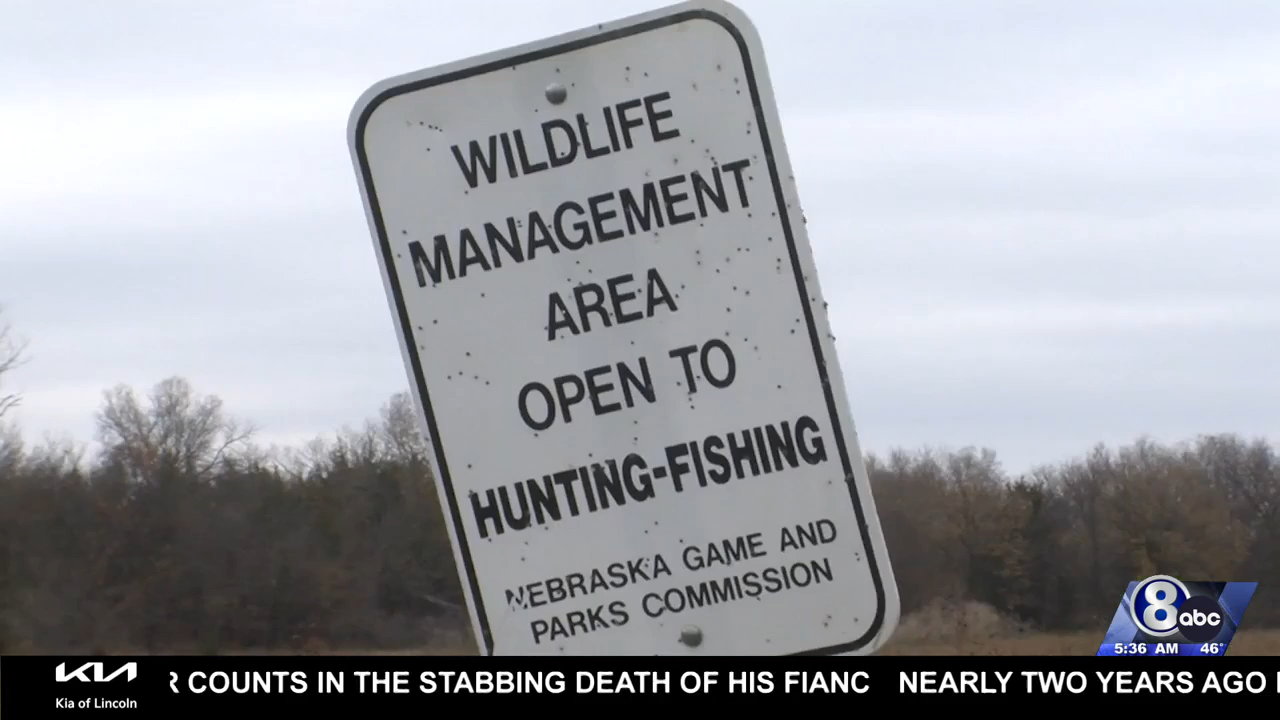 WILDLIFE
MANAGEMENT
AREA
OPEN TO
HUNTING-FISHING
NEBRASKA GAME AND
PARKS COMMISSION
8 abc
5:36 AM 46°
KIA
Kia of Lincoln
R COUNTS IN THE STABBING DEATH OF HIS FIANC NEARLY TWO YEARS AGO